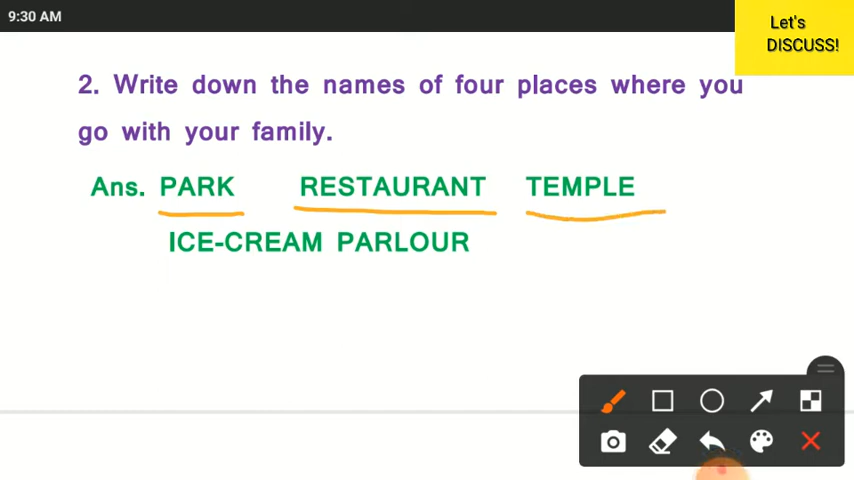 9:30 AM
Let's
DISCUSS!
2. Write down the names of four places where you
go with your family.
Ans. PARK RESTAURANT TEMPLE
ICE-CREAM PARLOUR